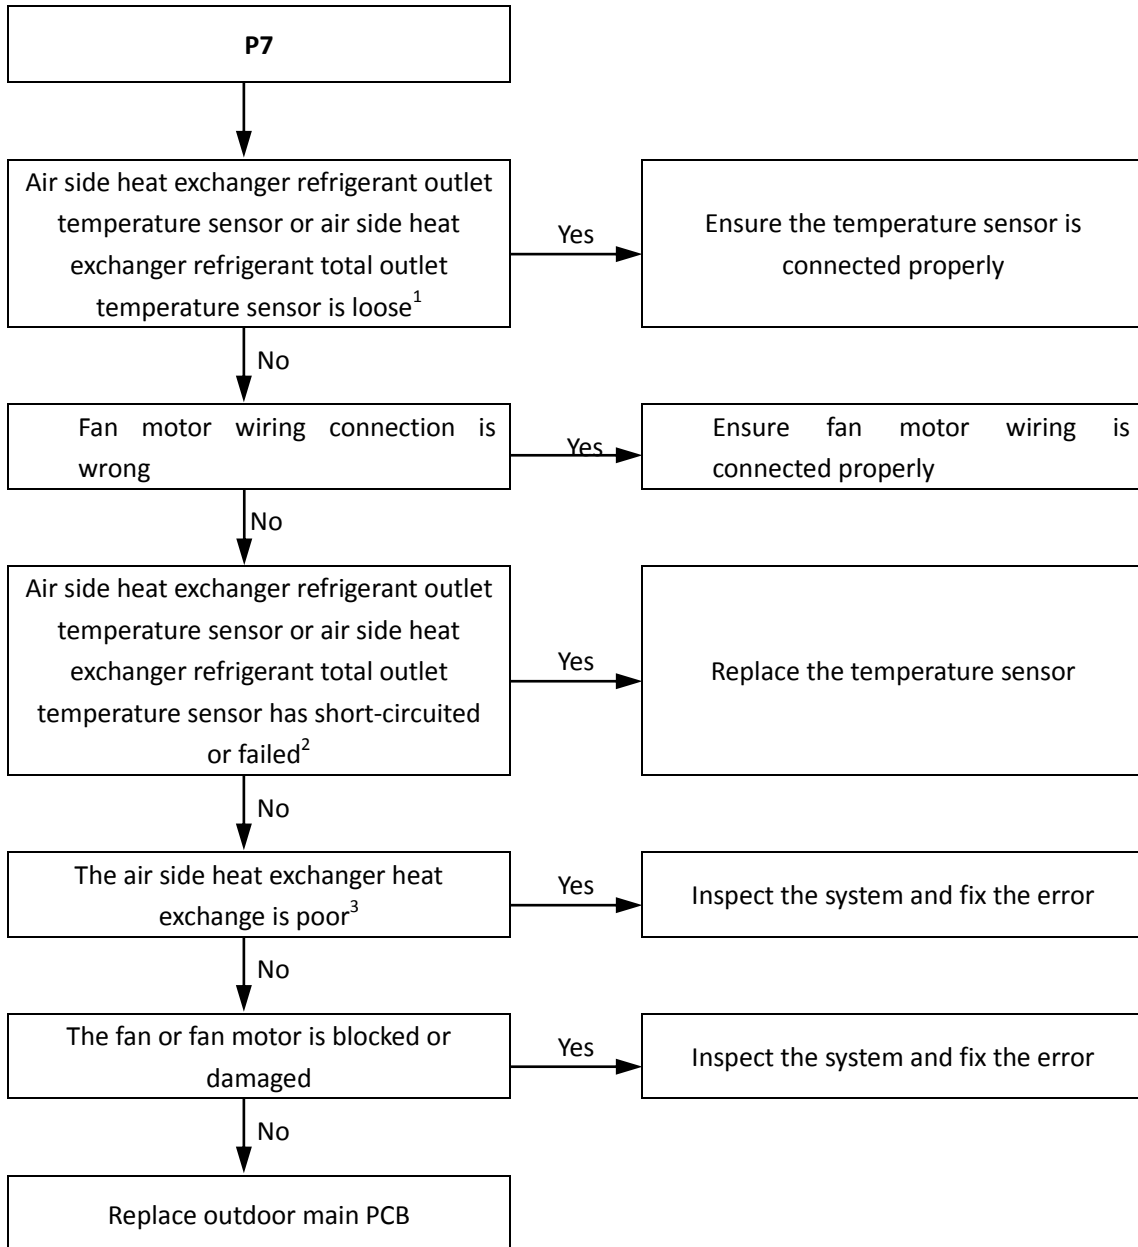 P7
Air side heat exchanger refrigerant outlet
temperature sensor or air side heat
exchanger refrigerant total outlet
temperature sensor is loose1
Yes
Ensure the temperature sensor is
connected properly
No
Fan motor wiring connection is
wrong
Yes
Ensure fan motor wiring is
connected properly
No
Air side heat exchanger refrigerant outlet
temperature sensor or air side heat
exchanger refrigerant total outlet
temperature sensor has short-circuited
or failed2
Yes
Replace the temperature sensor
No
The air side heat exchanger heat
exchange is poor3
Yes
Inspect the system and fix the error
No
The fan or fan motor is blocked or
damaged
Yes
Inspect the system and fix the error
No
Replace outdoor main PCB